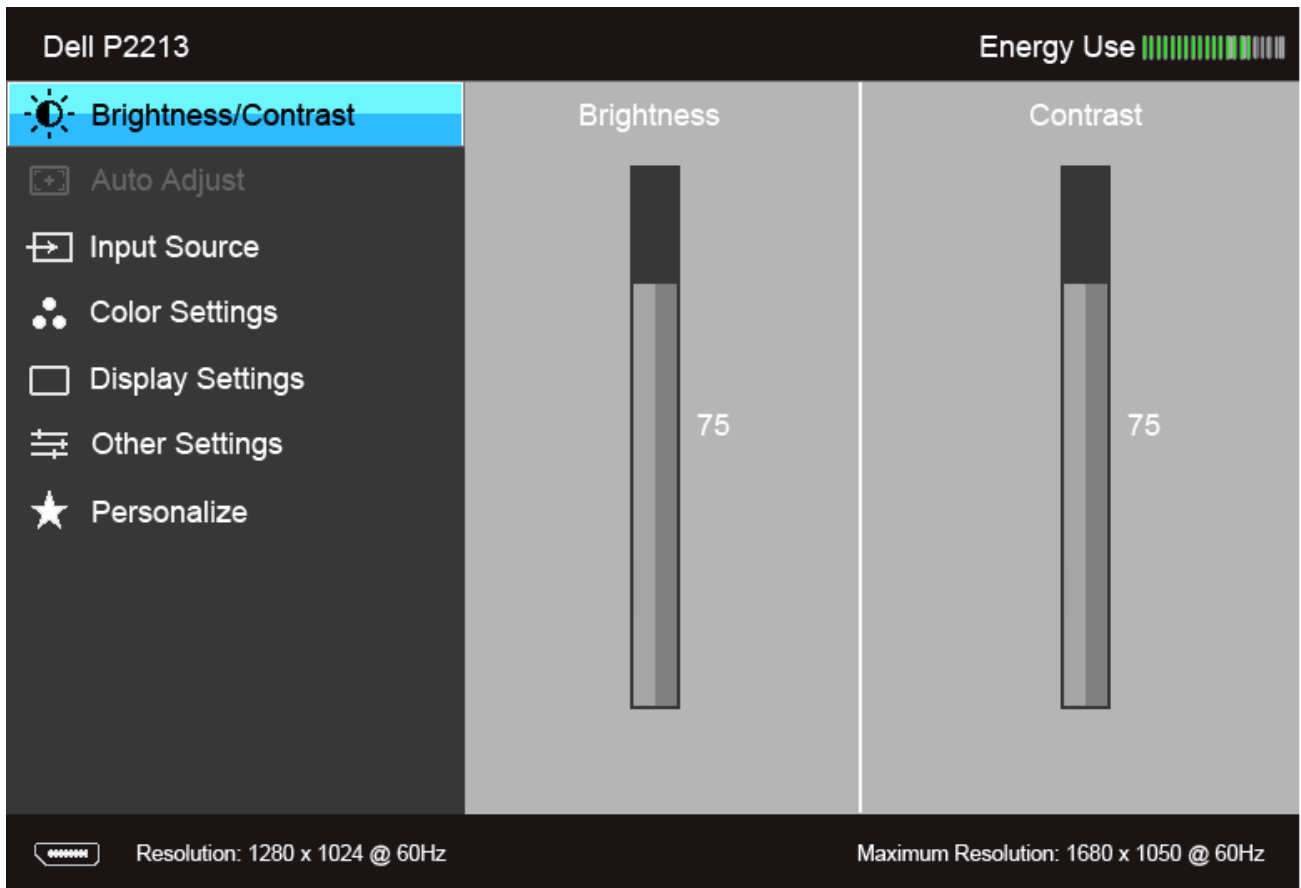 Dell P2213
Energy Use
Brightness/Contrast
Auto Adjust
Input Source
Color Settings
Display Settings
Other Settings
Personalize
Brightness
75
Contrast
75
Resolution: 1280 x 1024 @ 60Hz
Maximum Resolution: 1680 x 1050 @ 60Hz